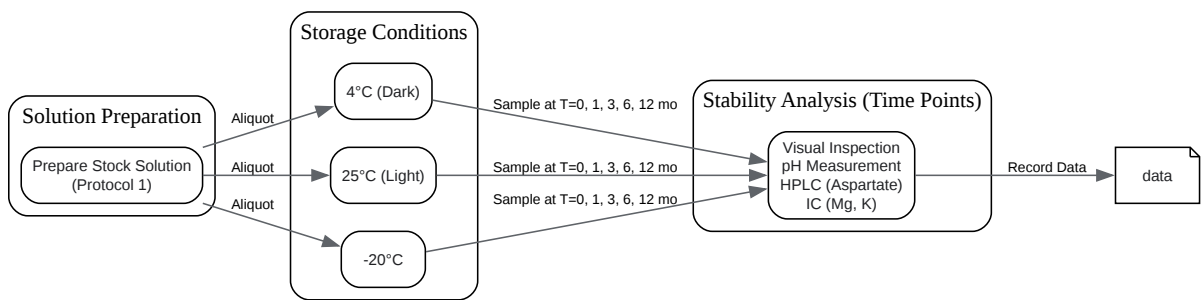 Solution Preparation
Prepare Stock Solution
(Protocol 1)
Aliquot
Aliquot
Aliquot
Storage Conditions
4°C (Dark)
25°C (Light)
-20°C
Sample at T=0, 1, 3, 6, 12 mo
Sample at T=0, 1, 3, 6, 12 mo
Sample at T=0, 1, 3, 6, 12 mo
Stability Analysis (Time Points)
Visual Inspection
pH Measurement
HPLC (Aspartate)
IC (Mg, K)
Record Data
data